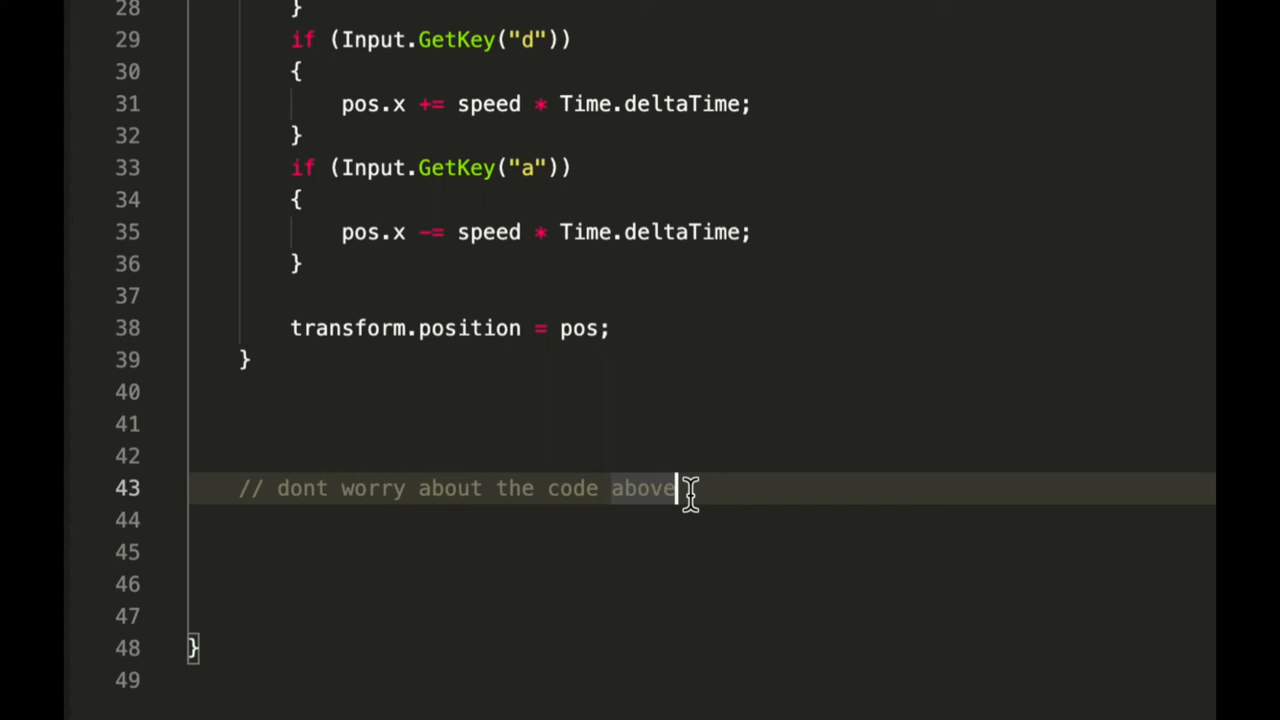 28 }
29 if (Input.GetKey("d"))
30 {
31 pos.x += speed * Time.deltaTime;
32 }
33 if (Input.GetKey("a"))
34 {
35 pos.x -= speed * Time.deltaTime;
36 }
37
38 transform.position = pos;
39 }
40
41
42
43 // dont worry about the code above
44
45
46
47
48 }
49